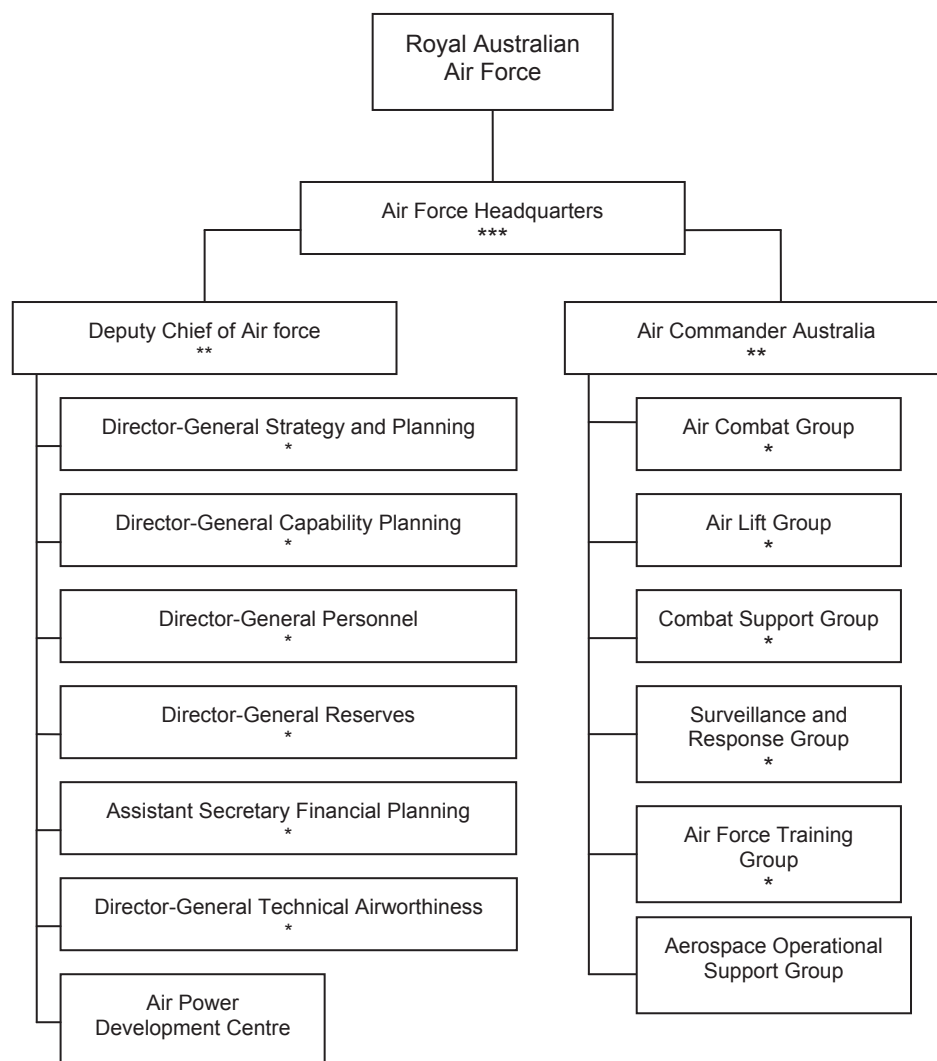 Royal Australian
Air Force
Air Force Headquarters
***
Deputy Chief of Air force
**
Director-General Strategy and Planning
*
Director-General Capability Planning
*
Director-General Personnel
*
Director-General Reserves
*
Assistant Secretary Financial Planning
*
Director-General Technical Airworthiness
*
Air Power
Development Centre
Air Commander Australia
**
Air Combat Group
*
Air Lift Group
*
Combat Support Group
*
Surveillance and
Response Group
*
Air Force Training
Group
*
Aerospace Operational
Support Group